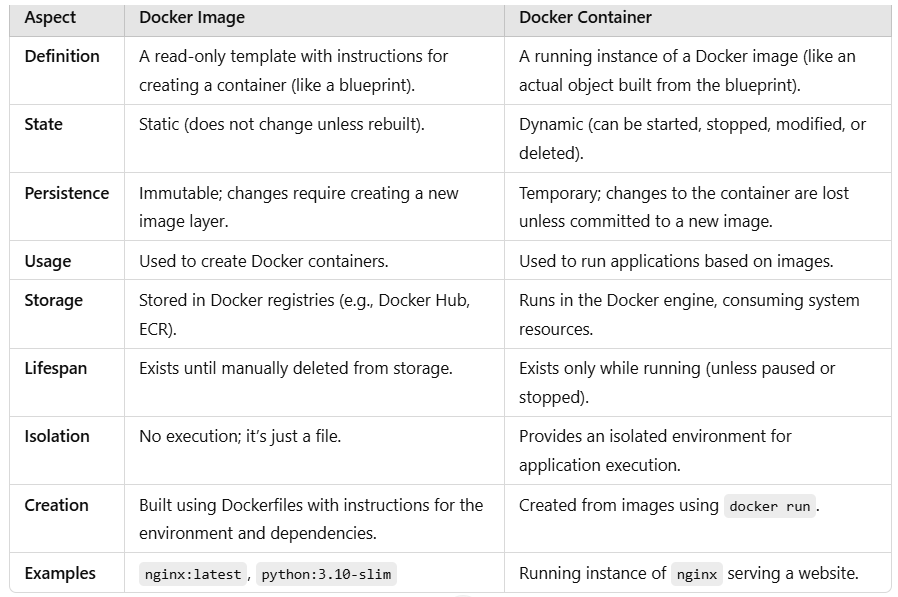 Aspect Docker Image Docker Container
Definition A read-only template with instructions for A running instance of a Docker image (like an
creating a container (like a blueprint). actual object built from the blueprint).
State Static (does not change unless rebuilt). Dynamic (can be started, stopped, modified, or
deleted).
Persistence Immutable; changes require creating a new Temporary; changes to the container are lost
image layer. unless committed to a new image.
Usage Used to create Docker containers. Used to run applications based on images.
Storage Stored in Docker registries (e.g., Docker Hub, Runs in the Docker engine, consuming system
ECR). resources.
Lifespan Exists until manually deleted from storage. Exists only while running (unless paused or
stopped).
Isolation No execution; it’s just a file. Provides an isolated environment for
application execution.
Creation Built using Dockerfiles with instructions for the Created from images using docker run.
environment and dependencies.
Examples nginx:latest, python:3.10-slim Running instance of nginx serving a website.